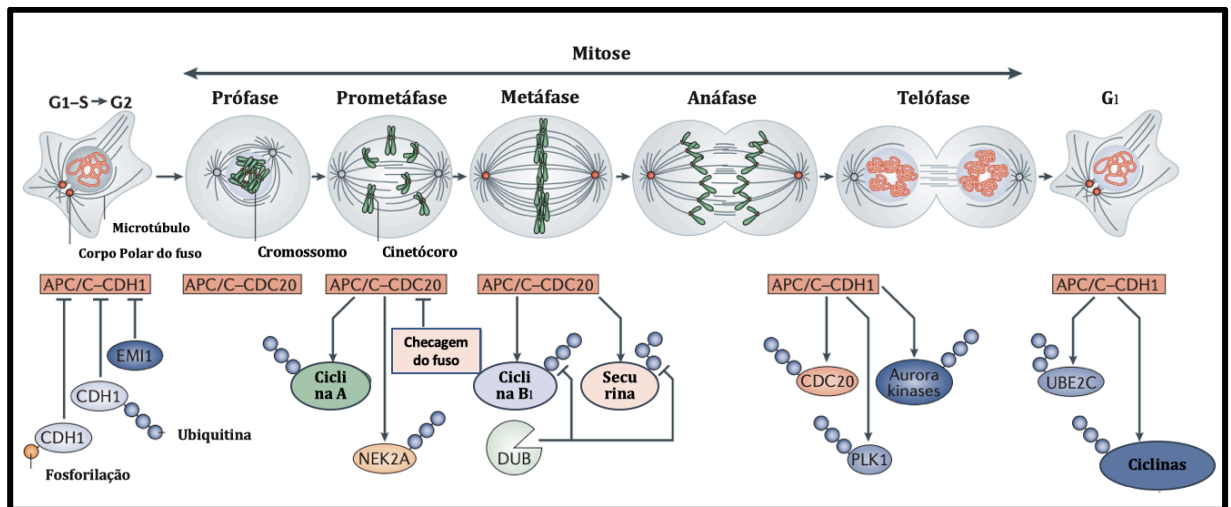 Mitose
G1–S → G2
Prófase
Prometáfase
Metáfase
Anáfase
Telófase
G1
Microtúbulo
Corpo Polar do fuso
Cromossomo
Cinetócoro
APC/C–CDH1
APC/C–CDC20
APC/C–CDC20
APC/C–CDC20
APC/C–CDH1
APC/C–CDH1
EMI1
CDH1
CDH1
Ubiquitina
Fosforilação
Checagem
do fuso
Cicli
na A
NEK2A
Cicli
na B1
Secu
rina
DUB
CDC20
Aurora
kinases
PLK1
UBE2C
Ciclinas